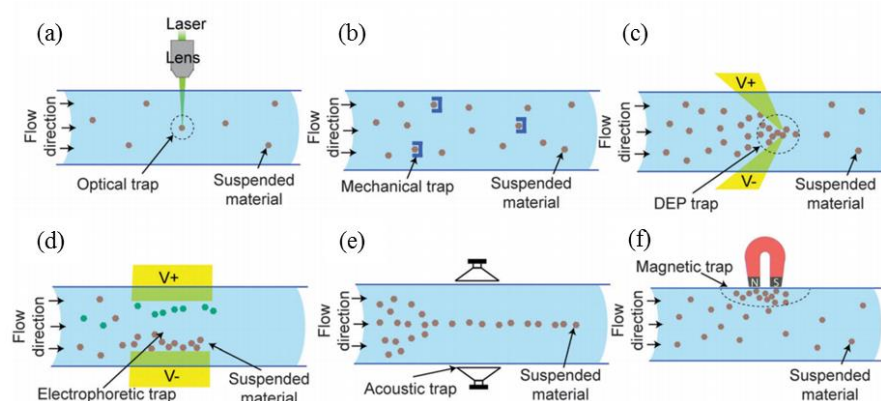 (a)
Laser
Lens
Flow
direction
Optical trap
Suspended
material
(b)
Flow
direction
Mechanical trap
Suspended
material
(c)
V+
Flow
direction
V-
DEP trap
Suspended
material
(d)
V+
Flow
direction
V-
Electrophoretic trap
Suspended
material
(e)
Flow
direction
Acoustic trap
Suspended
material
(f)
Magnetic trap
N S
Flow
direction
Suspended
material